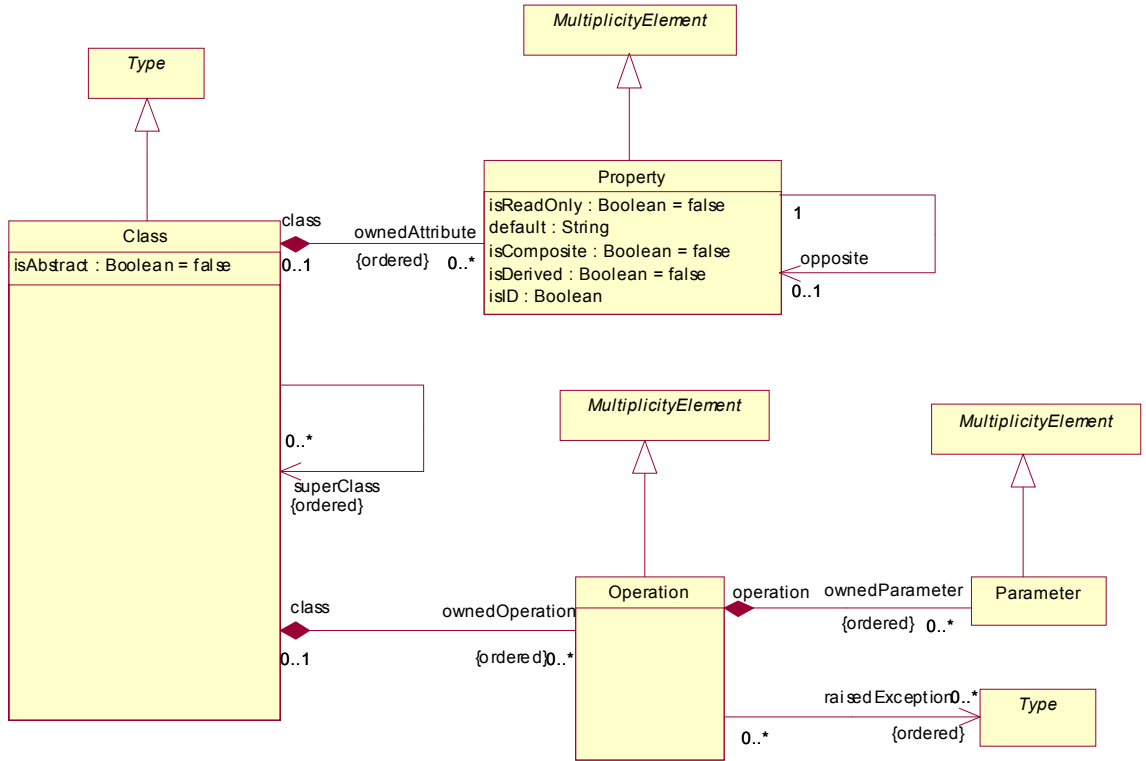 MultiplicityElement
Type
Property
isReadOnly : Boolean = false
default : String
isComposite : Boolean = false
isDerived : Boolean = false
isID : Boolean
1
opposite
0..1
class
ownedAttribute
0..1
{ordered}
0..*
Class
isAbstract : Boolean = false
0..*
superClass
{ordered}
MultiplicityElement
MultiplicityElement
class
ownedOperation
0..1
{ordered}
0..*
Operation
operation
ownedParameter
{ordered}
0..*
Parameter
raisedException
0..*
0..*
{ordered}
Type